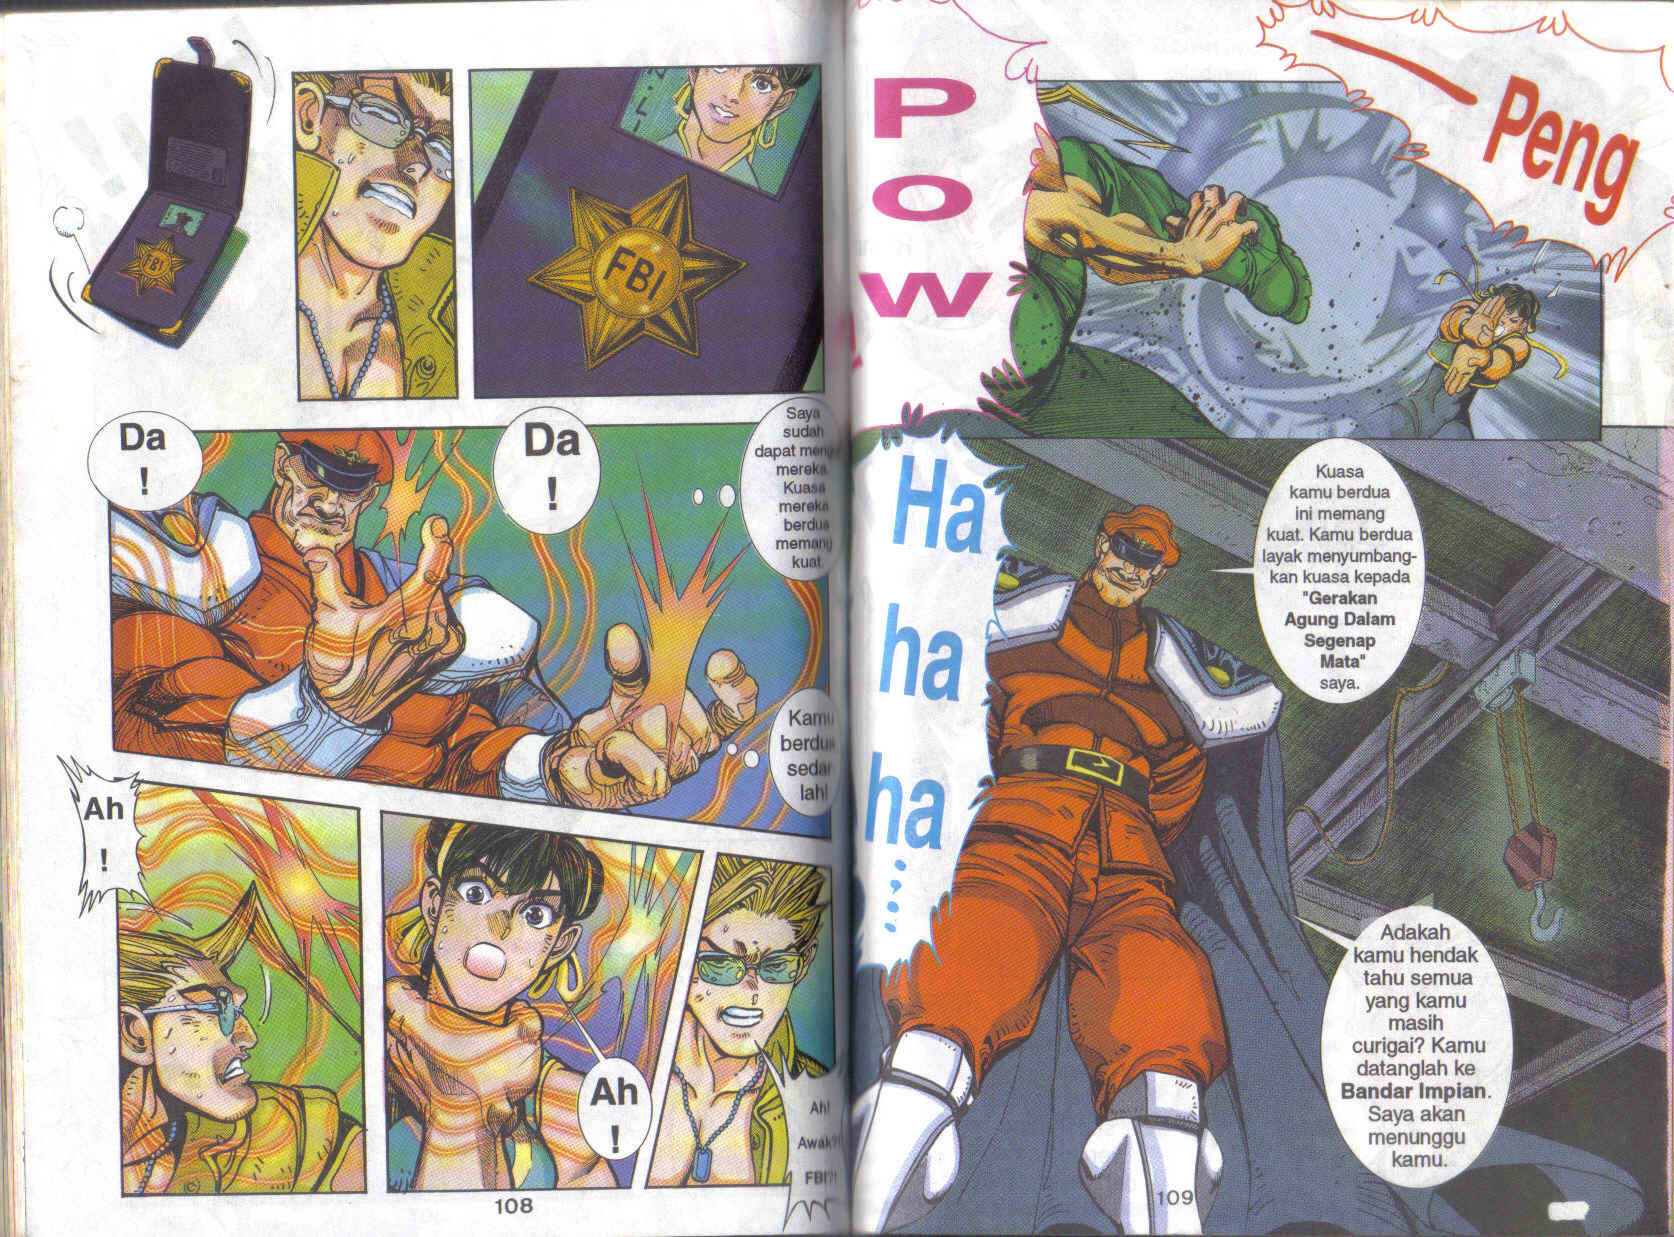 FBI
N.LI
FBI
Da
!
Da
!
Saya
sudah
dapat
mereka.
Kuasa
mereka
berdua
memang
kuat.
Kamu
berdua
sedar
lah!
Ah
!
Ah
!
Ah!
Awak
FBI?!
108
POW
Peng
Ha
ha
ha
Kuasa
kamu berdua
ini memang
kuat. Kamu berdua
layak menyumbang-
kan kuasa kepada
"Gerakan
Agung Dalam
Segenap
Mata"
saya.
Adakah
kamu hendak
tahu semua
yang kamu
masih
curigai? Kamu
datanglah ke
Bandar Impian.
Saya akan
menunggu
kamu.
109